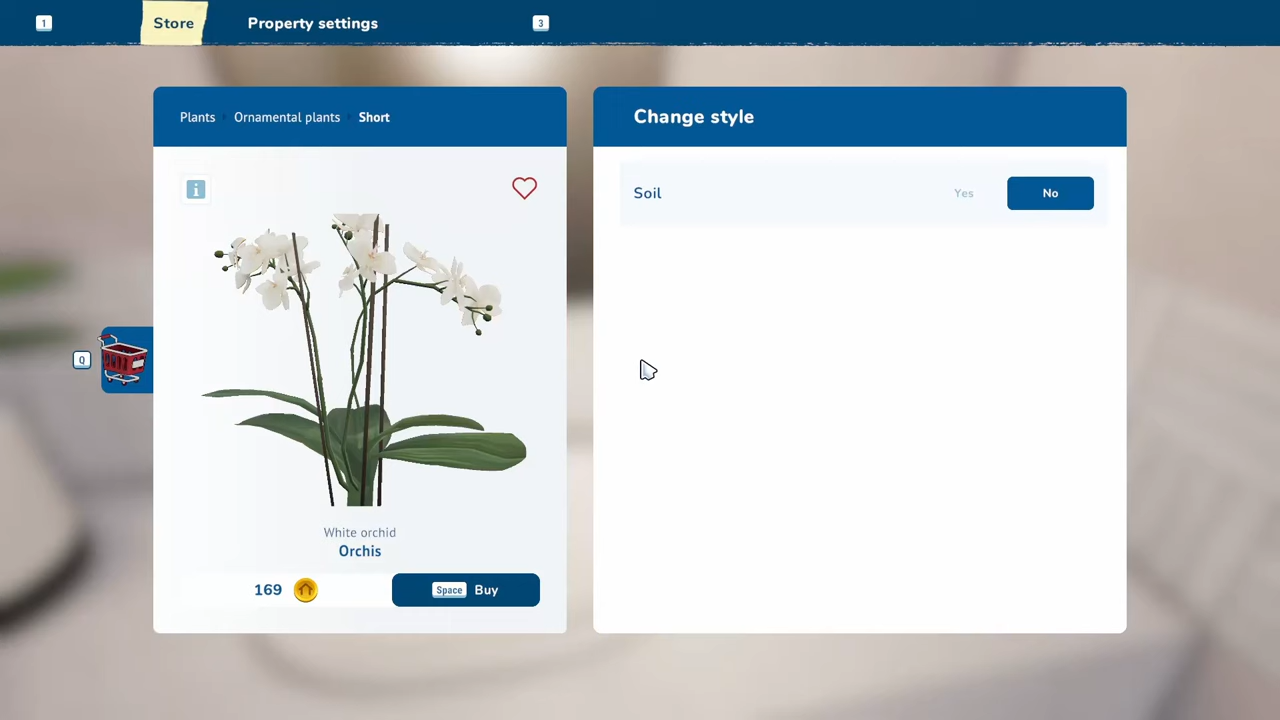 1
Store
Property settings
3
Plants Ornamental plants Short
i
White orchid
Orchis
169
Space Buy
Q
Change style
Soil
Yes
No